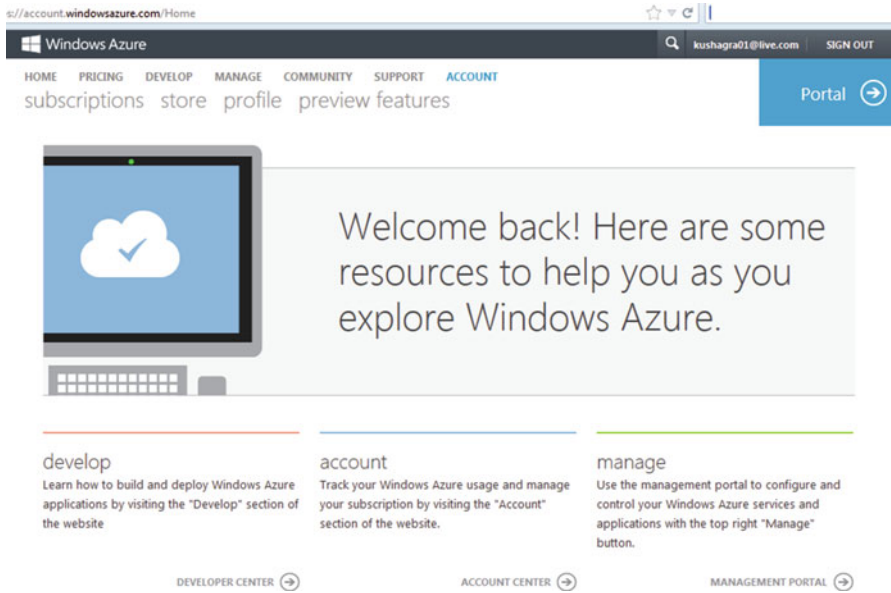 s://account.windowsazure.com/Home
Windows Azure
kushagra01@live.com
SIGN OUT
HOME PRICING DEVELOP MANAGE COMMUNITY SUPPORT ACCOUNT
subscriptions store profile preview features
Portal
Welcome back! Here are some
resources to help you as you
explore Windows Azure.
develop
Learn how to build and deploy Windows Azure
applications by visiting the "Develop" section of
the website
DEVELOPER CENTER
account
Track your Windows Azure usage and manage
your subscription by visiting the "Account"
section of the website.
ACCOUNT CENTER
manage
Use the management portal to configure and
control your Windows Azure services and
applications with the top right "Manage"
button.
MANAGEMENT PORTAL